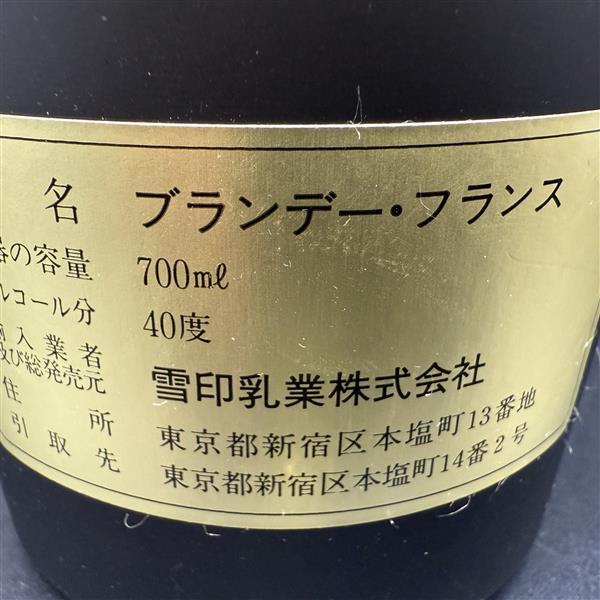 名 ブランデー・フランス
器の容量 700mℓ
ルコール分 40度
入業者
及び総発売元 雪印乳業株式会社
住所 東京都新宿区本塩町13番地
引取先 東京都新宿区本塩町14番2号